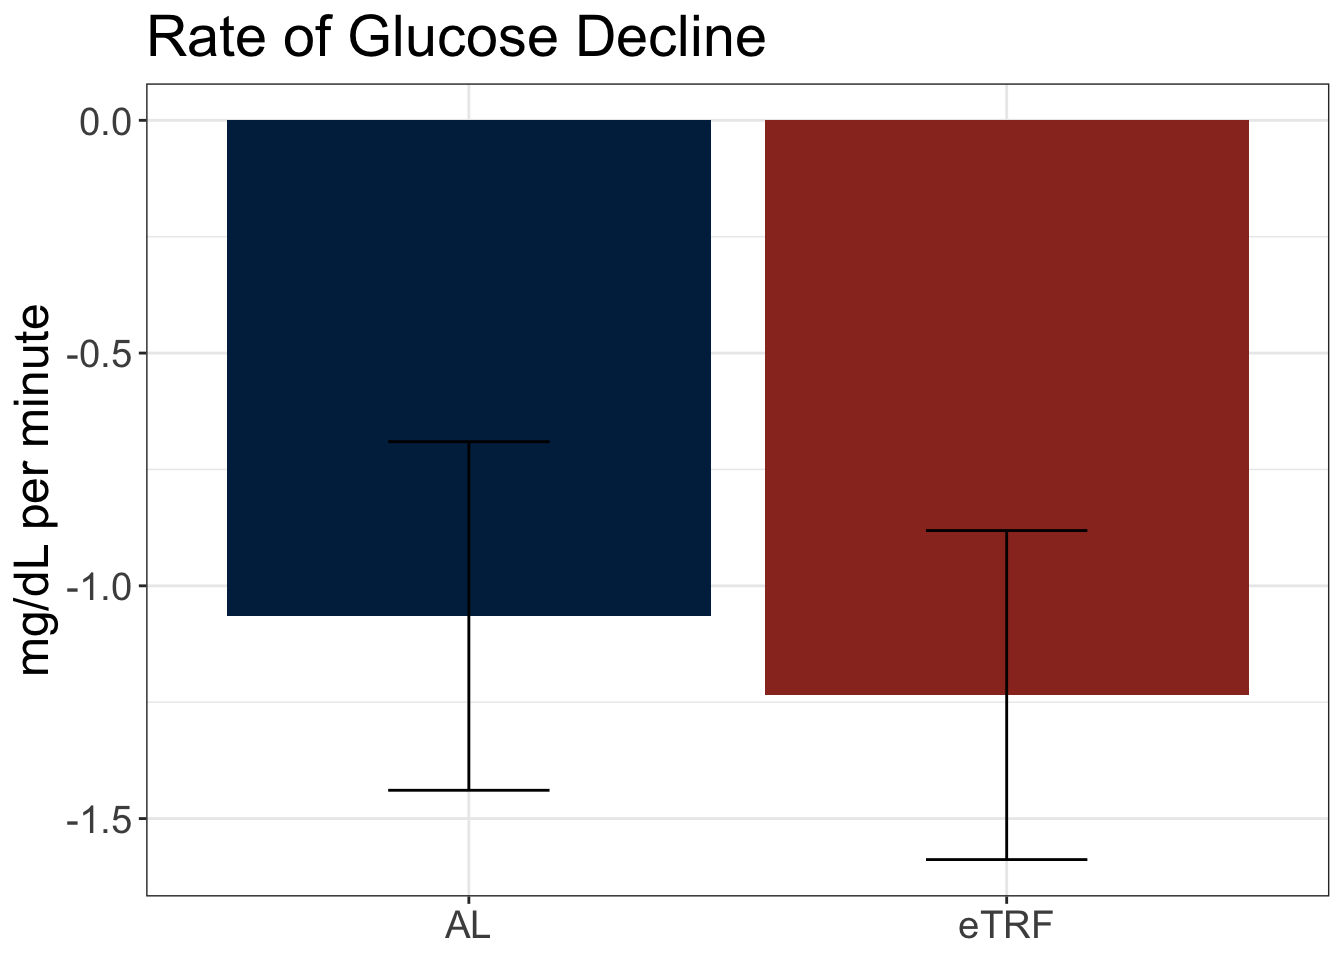 Rate of Glucose Decline
mg/dL per minute
0.0
-0.5
-1.0
-1.5
AL
eTRF